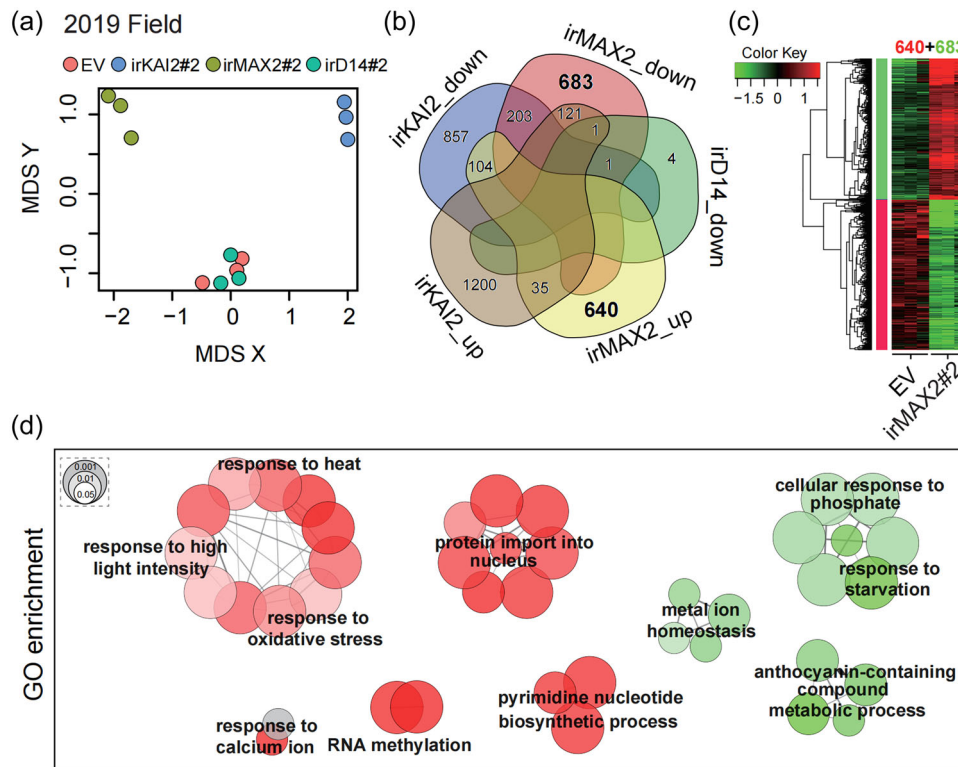 (a)
2019 Field
EV irKAI2#2 irMAX2#2 irD14#2
1.0
0.0
−1.0
MDS Y
−2 −1 0 1 2
MDS X
(b)
irKAI2_down
irMAX2_down
irD14_down
irMAX2_up
irKAI2_up
683
203
121
1
857
104
1
4
1200
35
640
(c)
640+683
Color Key
−1.5 0 1
EV
irMAX2#2
(d)
GO enrichment
0.001
0.01
0.05
response to heat
response to high
light intensity
response to
oxidative stress
protein import into
nucleus
cellular response to
phosphate
response to
starvation
metal ion
homeostasis
anthocyanin-containing
compound
metabolic process
pyrimidine nucleotide
biosynthetic process
response to
calcium ion
RNA methylation